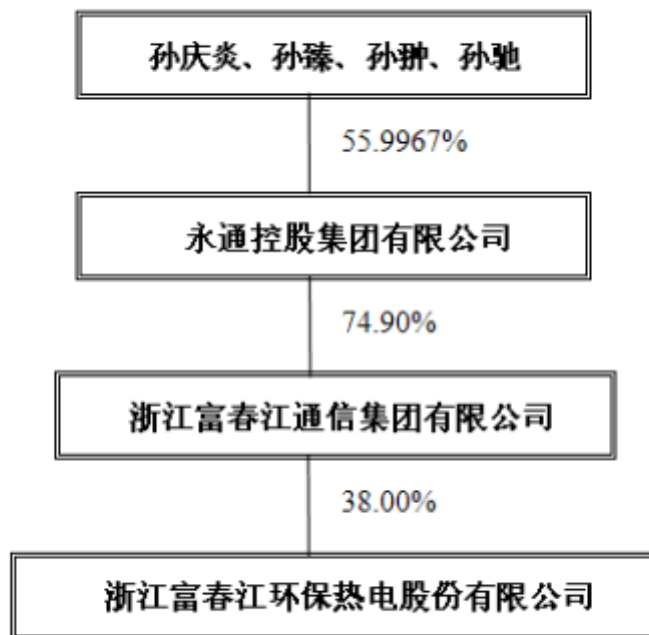 孙庆炎、孙臻、孙翀、孙驰
55.9967%
永通控股集团有限公司
74.90%
浙江富春江通信集团有限公司
38.00%
浙江富春江环保热电股份有限公司